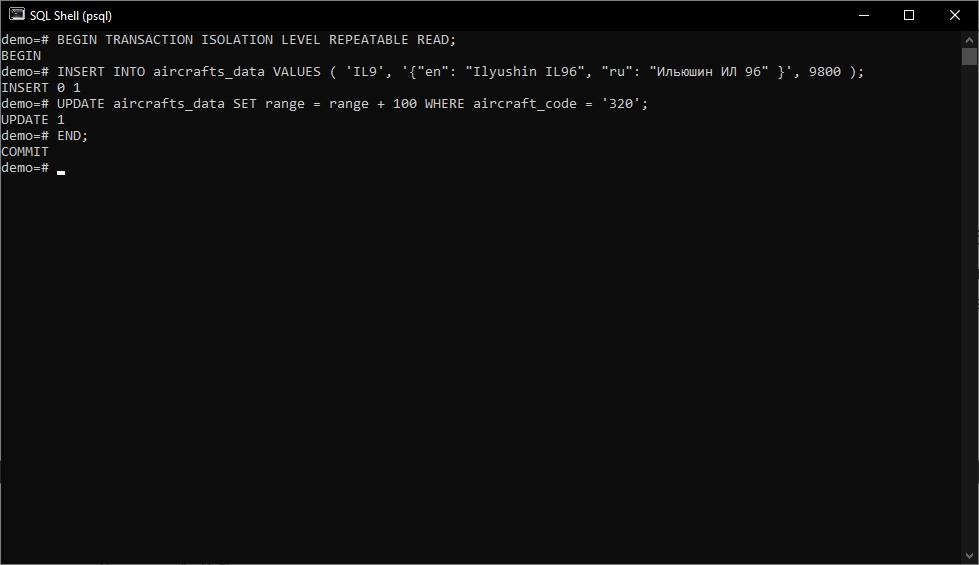 SQL Shell (psql)
demo=# BEGIN TRANSACTION ISOLATION LEVEL REPEATABLE READ;
BEGIN
demo=# INSERT INTO aircrafts_data VALUES ( 'IL9', '{"en": "Ilyushin IL96", "ru": "Ильюшин ИЛ 96" }', 9800 );
INSERT 0 1
demo=# UPDATE aircrafts_data SET range = range + 100 WHERE aircraft_code = '320';
UPDATE 1
demo=# END;
COMMIT
demo=#